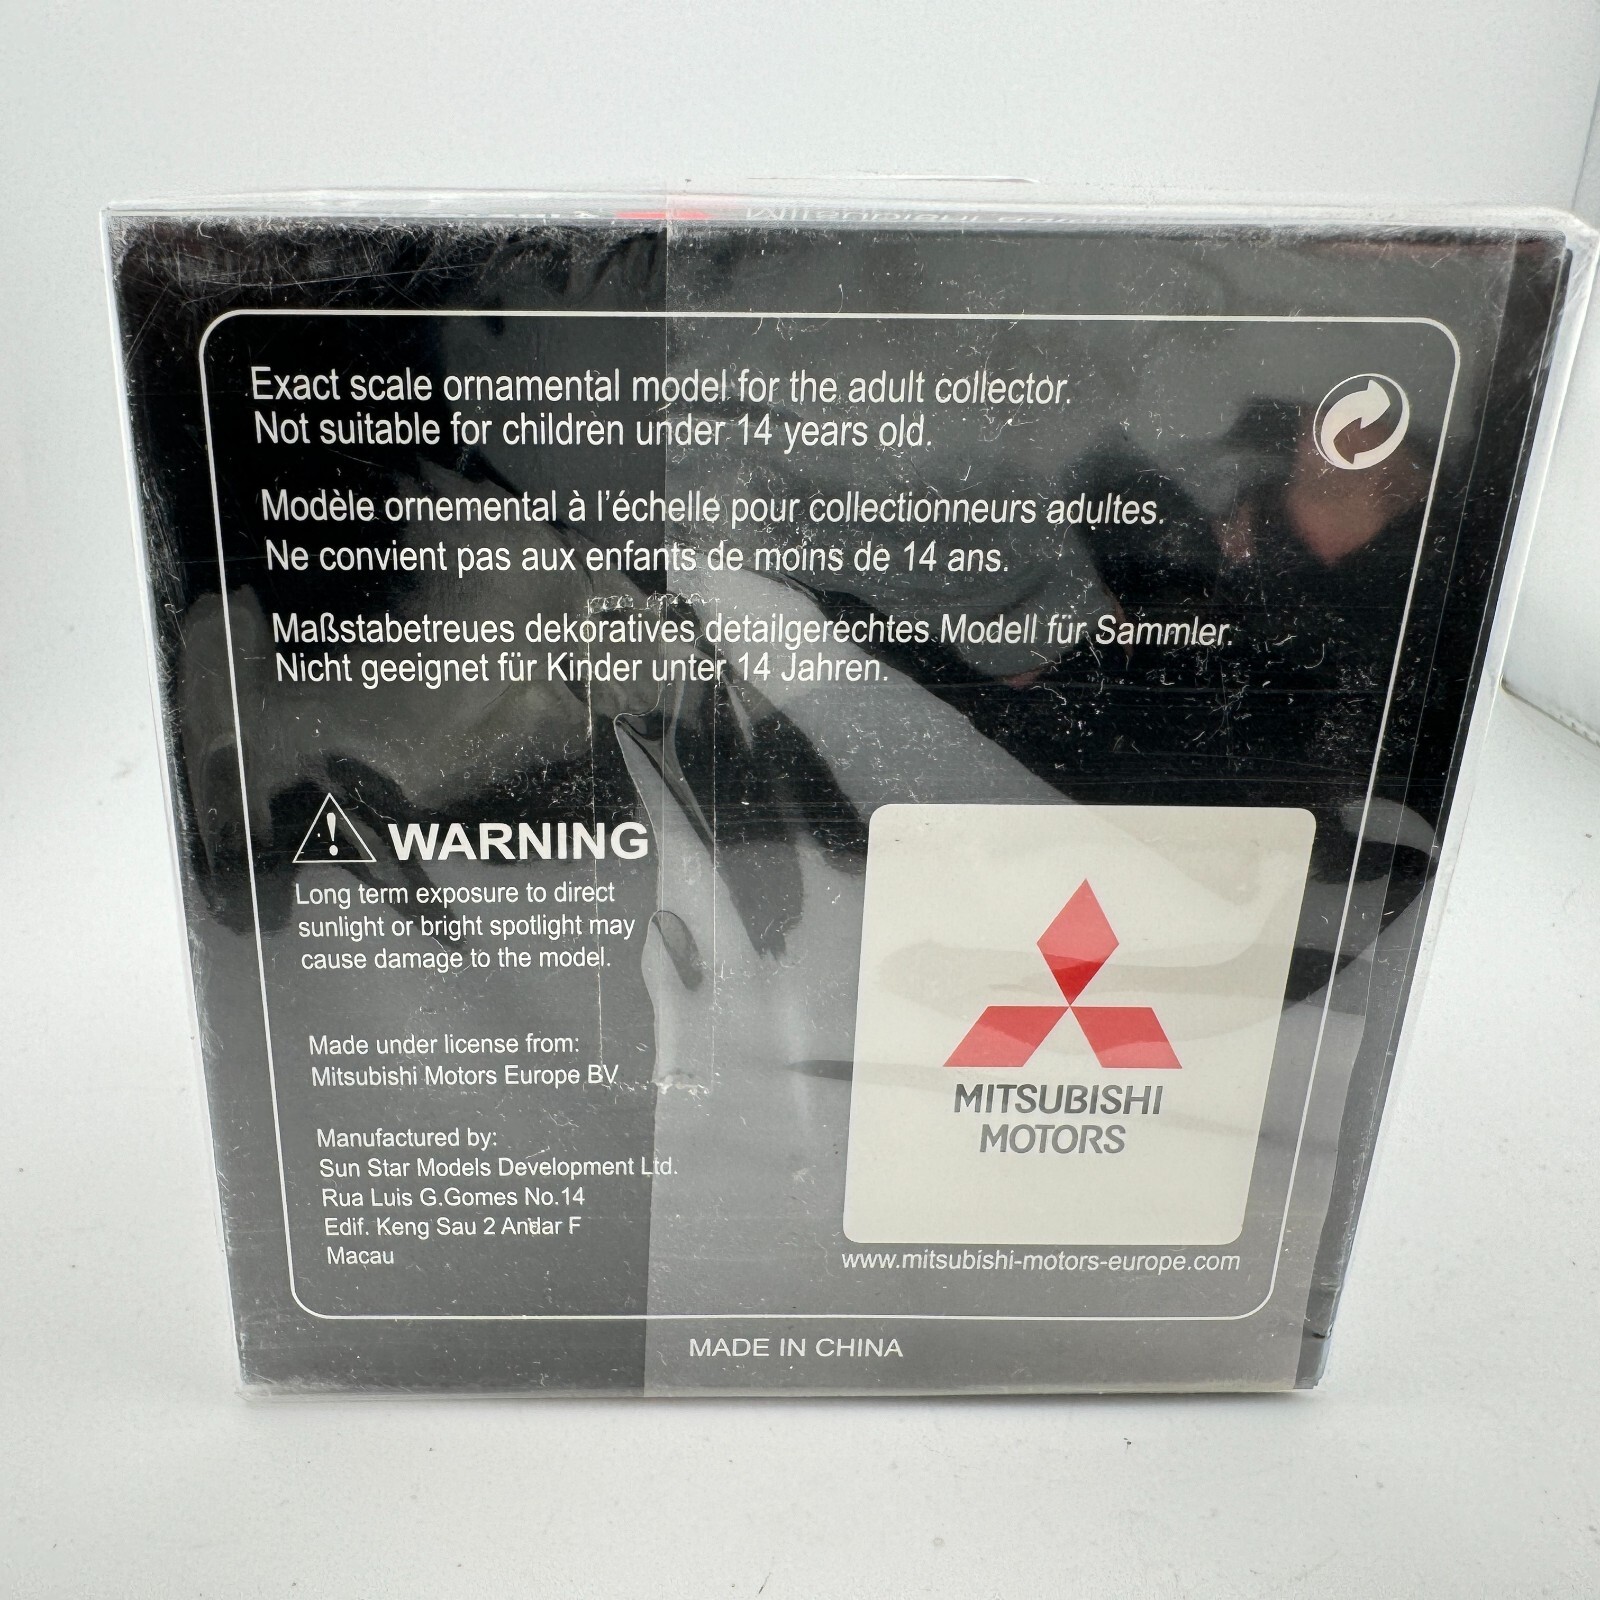 Exact scale ornamental model for the adult collector.
Not suitable for children under 14 years old.
Modèle ornemental à l'échelle pour collectionneurs adultes.
Ne convient pas aux enfants de moins de 14 ans.
Maßstabetreues dekoratives detailgerechtes Modell für Sammler.
Nicht geeignet für Kinder unter 14 Jahren.
WARNING
Long term exposure to direct
sunlight or bright spotlight may
cause damage to the model.
Made under license from:
Mitsubishi Motors Europe BV
Manufactured by:
Sun Star Models Development Ltd.
Rua Luis G.Gomes No.14
Edif. Keng Sau 2 Andar F
Macau
MITSUBISHI
MOTORS
www.mitsubishi-motors-europe.com
MADE IN CHINA